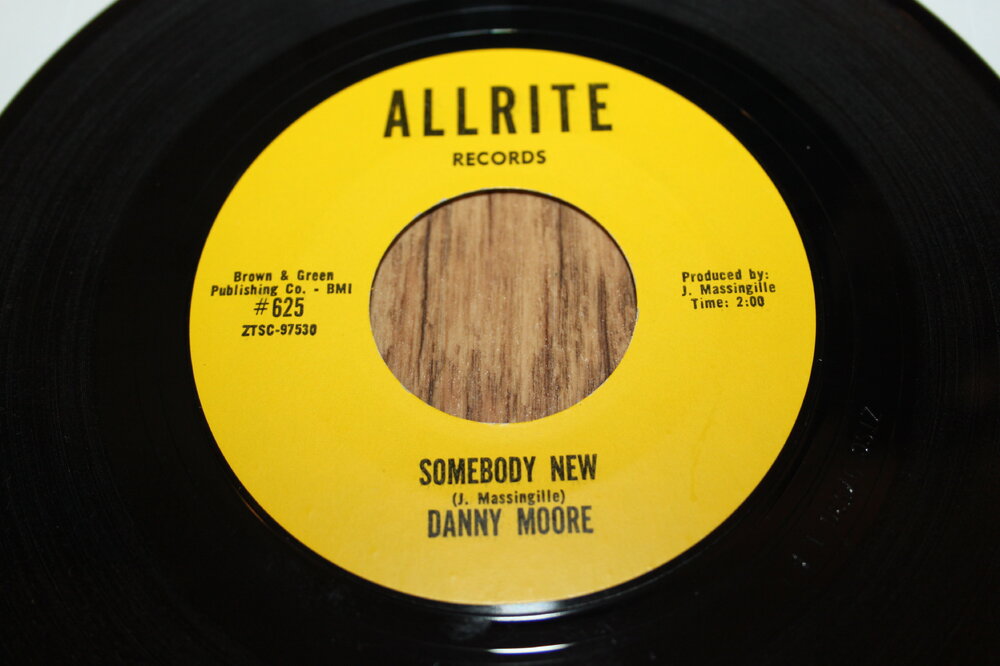 ALLRITE
RECORDS
Brown & Green
Publishing Co. - BMI
#625
ZTSC-97530
Produced by:
J. Massingille
Time: 2:00
SOMEBODY NEW
(J. Massingille)
DANNY MOORE